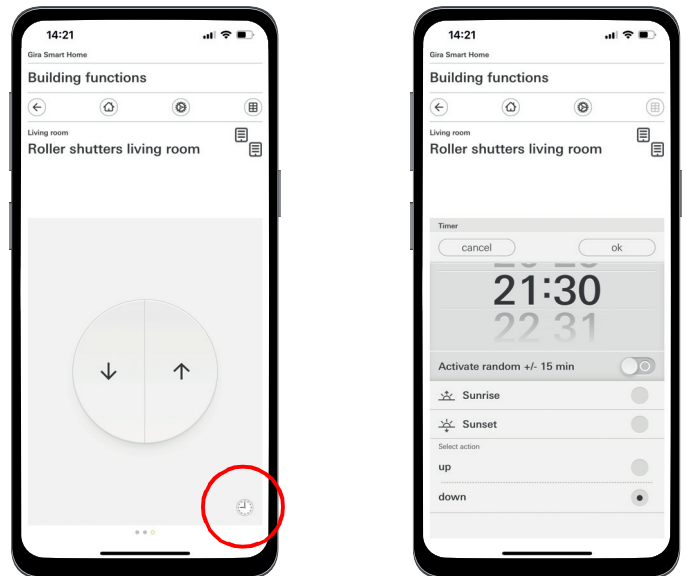 14:21
Gira Smart Home
Building functions
Living room
Roller shutters living room
14:21
Gira Smart Home
Building functions
Living room
Roller shutters living room
Timer
cancel ok
21:30
22 31
Activate random +/- 15 min
Sunrise
Sunset
Select action
up
down